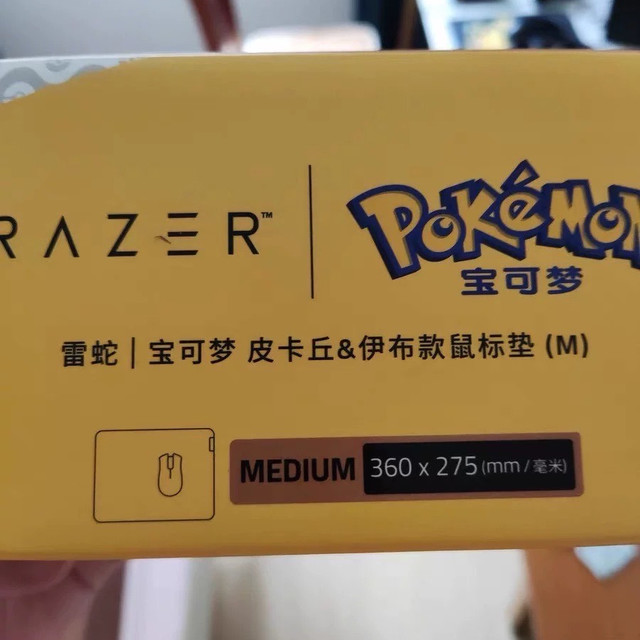 RAZER™
POKéMON
宝可梦
雷蛇 | 宝可梦 皮卡丘&伊布款鼠标垫 (M)
MEDIUM 360 x 275 (mm / 毫米)